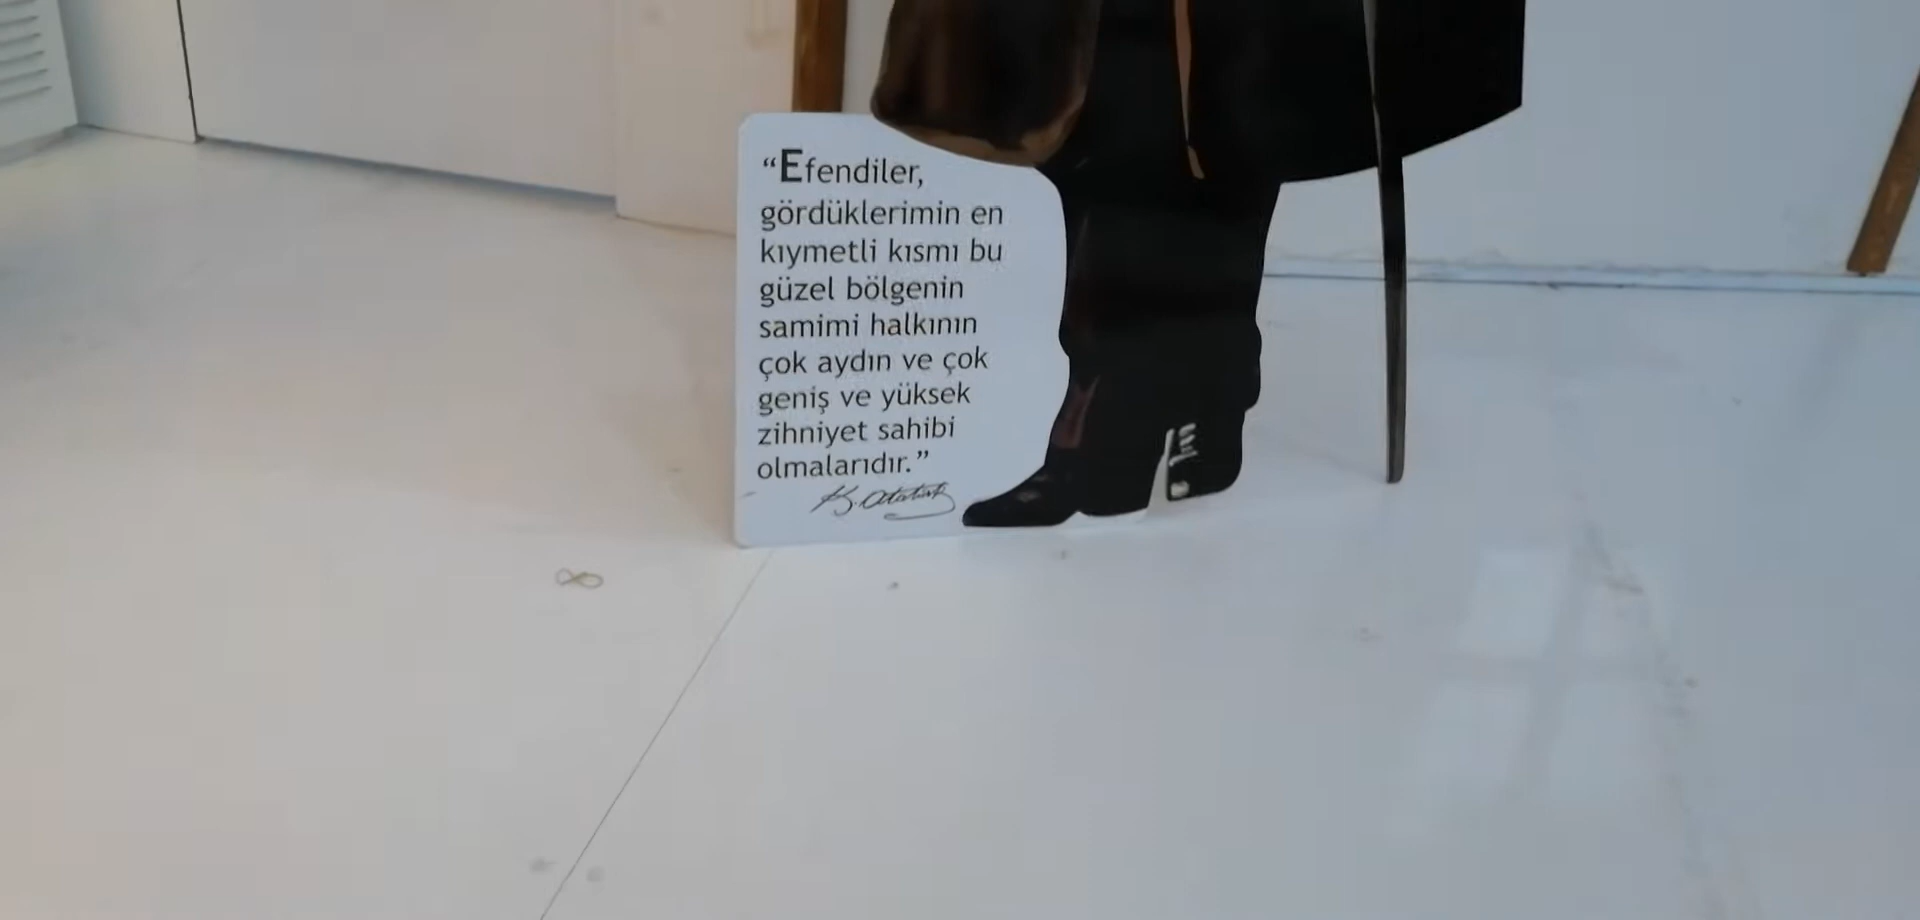 “Efendiler,
gördüklerimin en
kıymetli kısmı bu
güzel bölgenin
samimi halkının
çok aydın ve çok
geniş ve yüksek
zihniyet sahibi
olmalarıdır.”
K. Atatürk